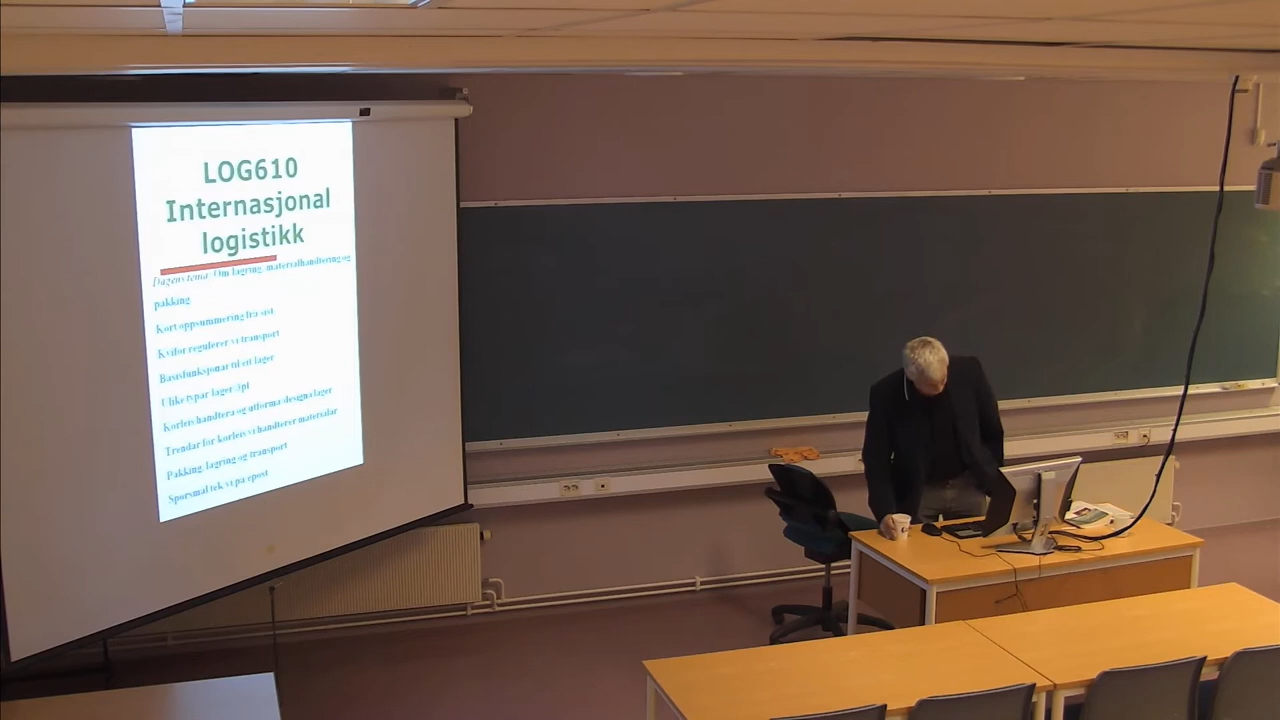 LOG610
Internasjonal
logistikk
Dagens tema: Om lagring, materialhandtering og
pakking
Kort oppsummering fra sist
Kvifor regulerer vi transport
Basisfunksjonar til eit lager
Ulike typar lager -3pl
Korleis handtera og utforma/designa lager
Trendar for korleis vi handterer materialar
Pakking, lagring og transport
Spørsmål tek vi på epost